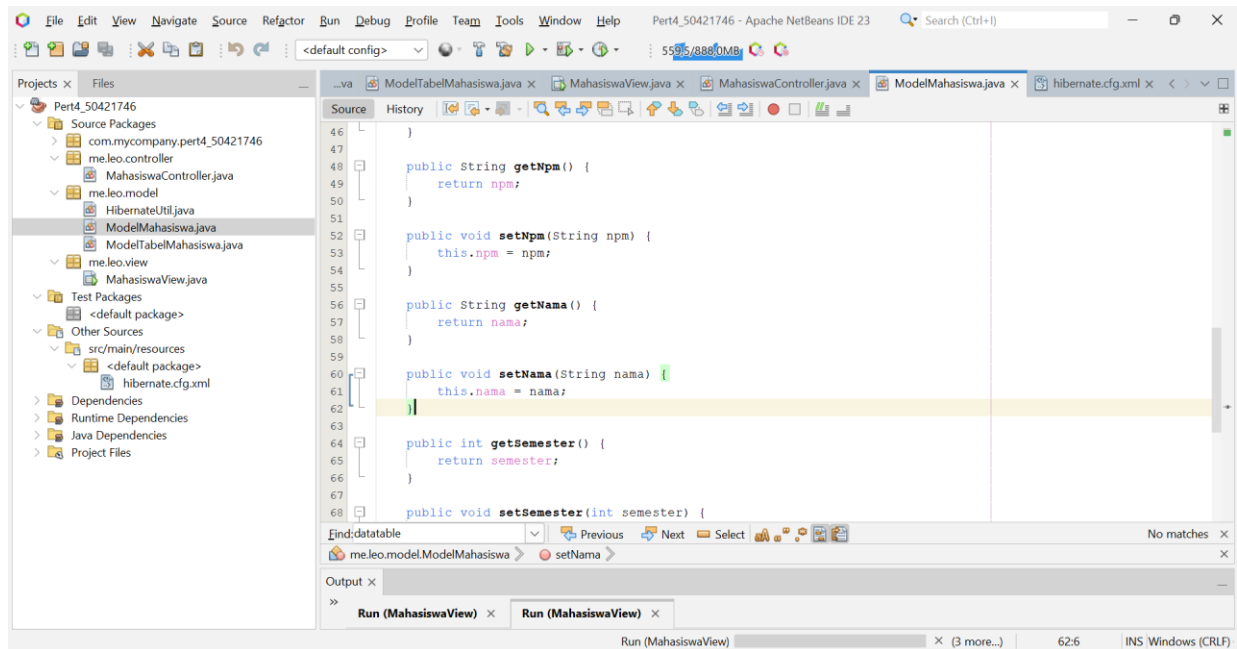 File Edit View Navigate Source Refactor Run Debug Profile Team Tools Window Help Pert4_50421746 - Apache NetBeans IDE 23 Search (Ctrl+I)
<default config> 559,5/888,0MB
Projects Files
Pert4_50421746
Source Packages
com.mycompany.pert4_50421746
me.leo.controller
MahasiswaController.java
me.leo.model
HibernateUtil.java
ModelMahasiswa.java
ModelTabelMahasiswa.java
me.leo.view
MahasiswaView.java
Test Packages
<default package>
Other Sources
src/main/resources
<default package>
hibernate.cfg.xml
Dependencies
Runtime Dependencies
Java Dependencies
Project Files
...va ModelTabelMahasiswa.java MahasiswaView.java MahasiswaController.java ModelMahasiswa.java hibernate.cfg.xml
Source History
46 }
47
48 public String getNpm() {
49 return npm;
50 }
51
52 public void setNpm(String npm) {
53 this.npm = npm;
54 }
55
56 public String getNama() {
57 return nama;
58 }
59
60 public void setNama(String nama) {
61 this.nama = nama;
62 }
63
64 public int getSemester() {
65 return semester;
66 }
67
68 public void setSemester(int semester) {
Find: datatable Previous Next Select No matches
me.leo.model.ModelMahasiswa setNama
Output
Run (MahasiswaView) Run (MahasiswaView)
Run (MahasiswaView) (3 more...) 62:6 INS Windows (CRLF)